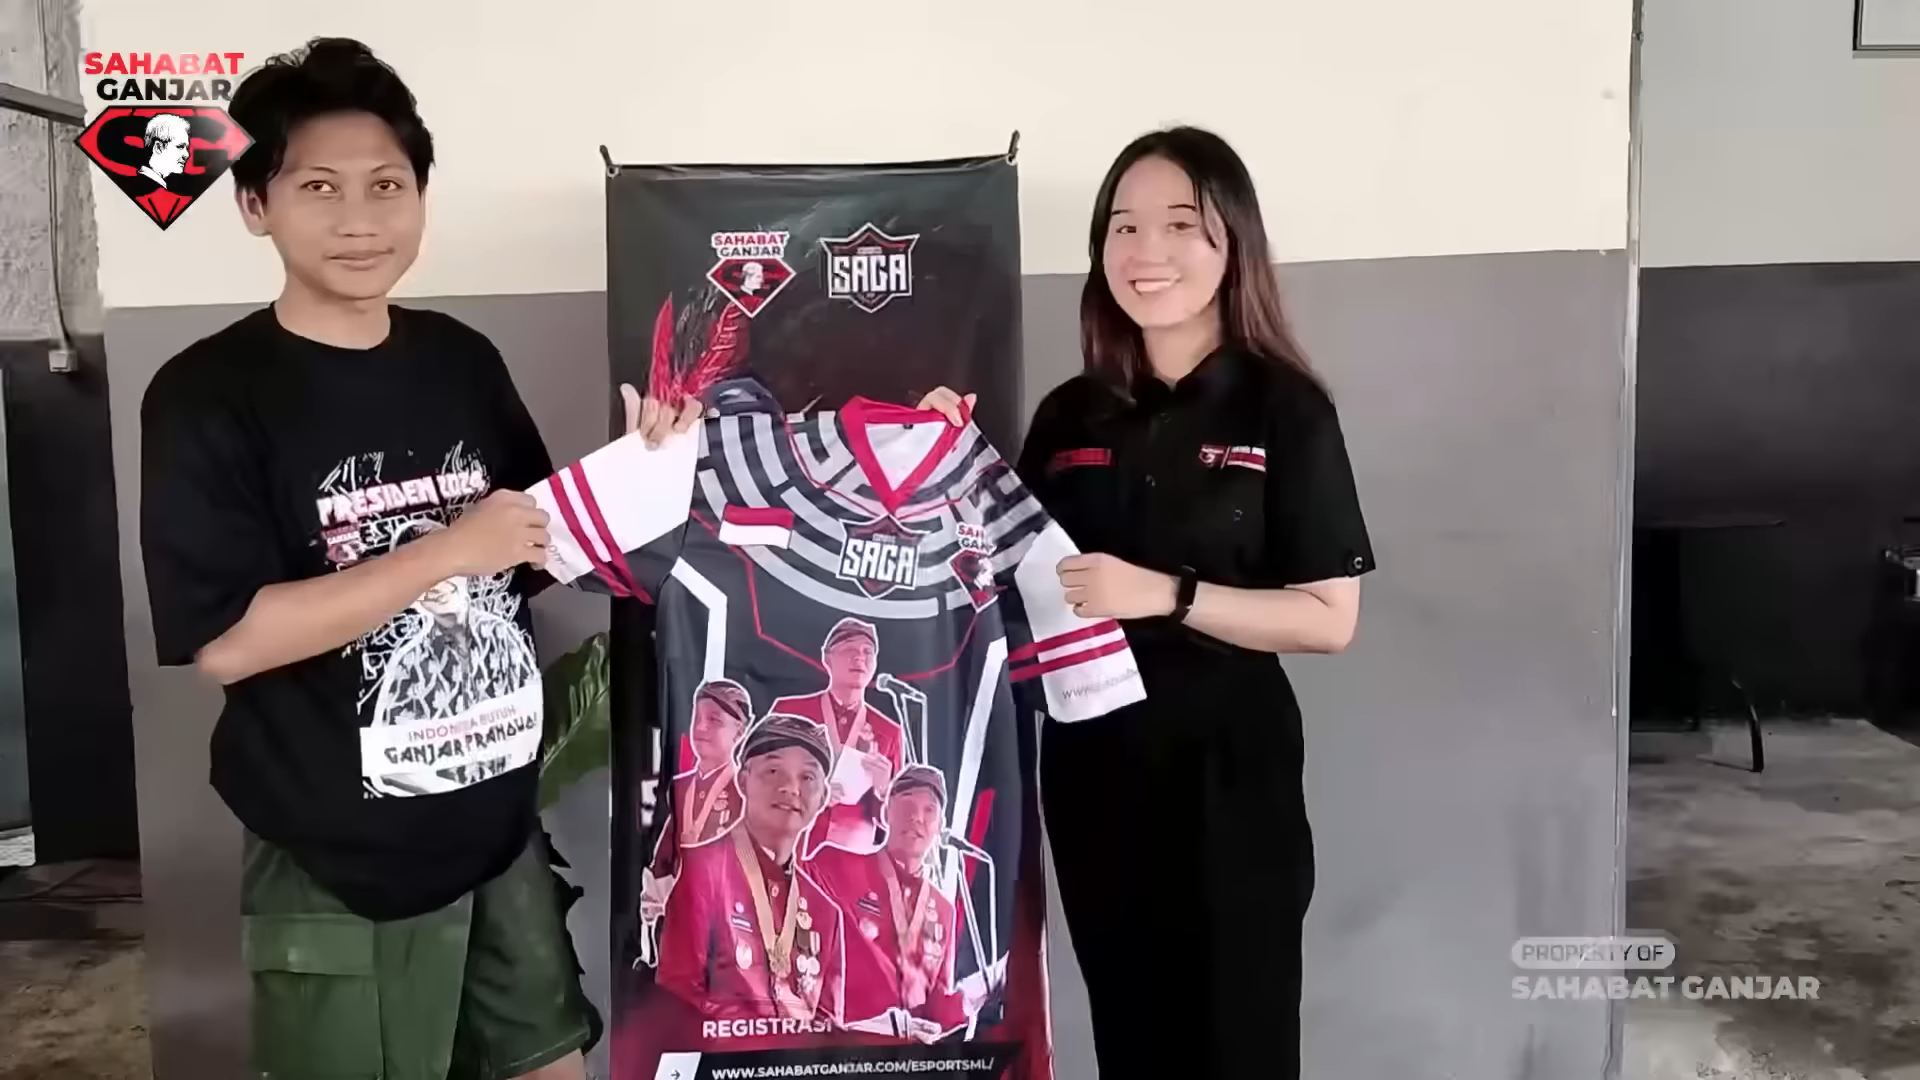 SAHABAT
GANJAR
SG
SAHABAT
GANJAR
SAGA
PRESIDEN 2024
INDONESIA BUTUH
GANJAR PRANOWO!
SAGA
REGISTRASI
WWW.SAHABATGANJAR.COM/ESPORTSML/
PROPERTY OF
SAHABAT GANJAR